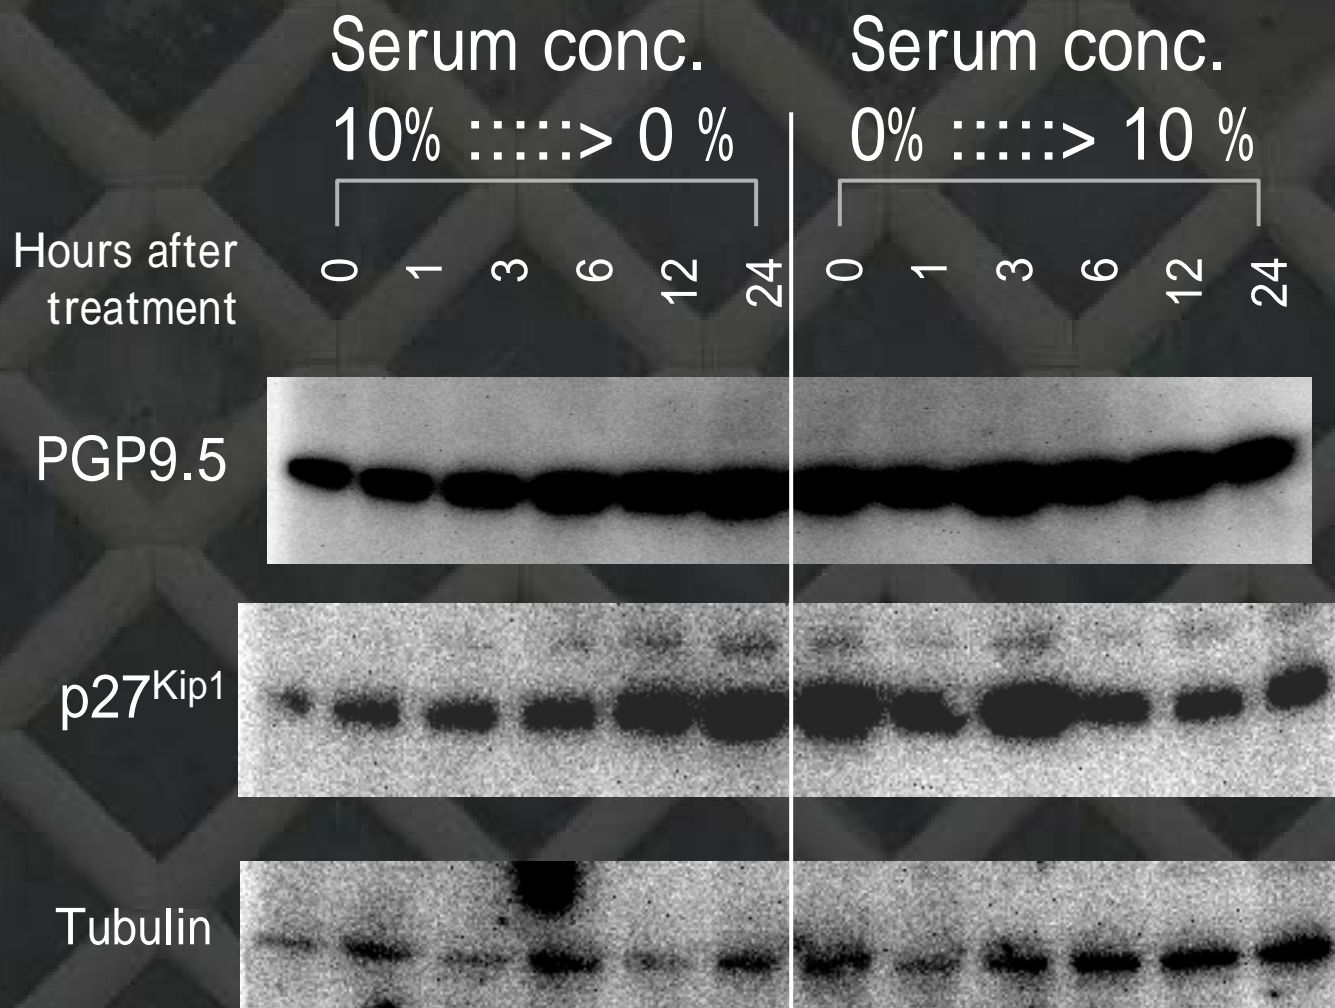 Serum conc.
10% :::::> 0 %
Serum conc.
0% :::::> 10 %
Hours after
treatment
0 1 3 6 12 24
0 1 3 6 12 24
PGP9.5
p27Kip1
Tubulin